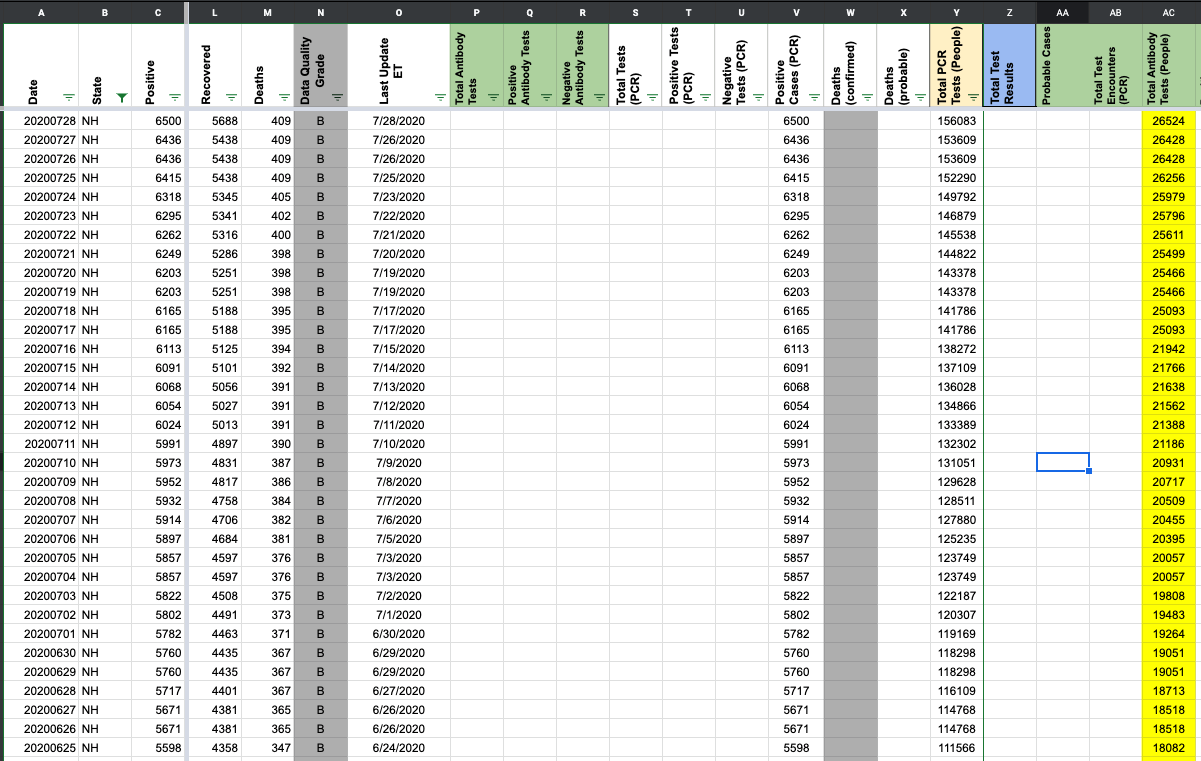 A B C L M N O P Q R S T U V W X Y Z AA AB AC
Date State Positive Recovered Deaths Data Quality Grade Last Update ET Total Antibody Tests Positive Antibody Tests Negative Antibody Tests Total Tests (PCR) Positive Tests (PCR) Negative Tests (PCR) Positive Cases (PCR) Deaths (confirmed) Deaths (probable) Total PCR Tests (People) Total Test Results Probable Cases Total Test Encounters (PCR) Total Antibody Tests (People)
20200728 NH 6500 5688 409 B 7/28/2020 6500 156083 26524
20200727 NH 6436 5438 409 B 7/26/2020 6436 153609 26428
20200726 NH 6436 5438 409 B 7/26/2020 6436 153609 26428
20200725 NH 6415 5438 409 B 7/25/2020 6415 152290 26256
20200724 NH 6318 5345 405 B 7/23/2020 6318 149792 25979
20200723 NH 6295 5341 402 B 7/22/2020 6295 146879 25796
20200722 NH 6262 5316 400 B 7/21/2020 6262 145538 25611
20200721 NH 6249 5286 398 B 7/20/2020 6249 144822 25499
20200720 NH 6203 5251 398 B 7/19/2020 6203 143378 25466
20200719 NH 6203 5251 398 B 7/19/2020 6203 143378 25466
20200718 NH 6165 5188 395 B 7/17/2020 6165 141786 25093
20200717 NH 6165 5188 395 B 7/17/2020 6165 141786 25093
20200716 NH 6113 5125 394 B 7/15/2020 6113 138272 21942
20200715 NH 6091 5101 392 B 7/14/2020 6091 137109 21766
20200714 NH 6068 5056 391 B 7/13/2020 6068 136028 21638
20200713 NH 6054 5027 391 B 7/12/2020 6054 134866 21562
20200712 NH 6024 5013 391 B 7/11/2020 6024 133389 21388
20200711 NH 5991 4897 390 B 7/10/2020 5991 132302 21186
20200710 NH 5973 4831 387 B 7/9/2020 5973 131051 20931
20200709 NH 5952 4817 386 B 7/8/2020 5952 129628 20717
20200708 NH 5932 4758 384 B 7/7/2020 5932 128511 20509
20200707 NH 5914 4706 382 B 7/6/2020 5914 127880 20455
20200706 NH 5897 4684 381 B 7/5/2020 5897 125235 20395
20200705 NH 5857 4597 376 B 7/3/2020 5857 123749 20057
20200704 NH 5857 4597 376 B 7/3/2020 5857 123749 20057
20200703 NH 5822 4508 375 B 7/2/2020 5822 122187 19808
20200702 NH 5802 4491 373 B 7/1/2020 5802 120307 19483
20200701 NH 5782 4463 371 B 6/30/2020 5782 119169 19264
20200630 NH 5760 4435 367 B 6/29/2020 5760 118298 19051
20200629 NH 5760 4435 367 B 6/29/2020 5760 118298 19051
20200628 NH 5717 4401 367 B 6/27/2020 5717 116109 18713
20200627 NH 5671 4381 365 B 6/26/2020 5671 114768 18518
20200626 NH 5671 4381 365 B 6/26/2020 5671 114768 18518
20200625 NH 5598 4358 347 B 6/24/2020 5598 111566 18082